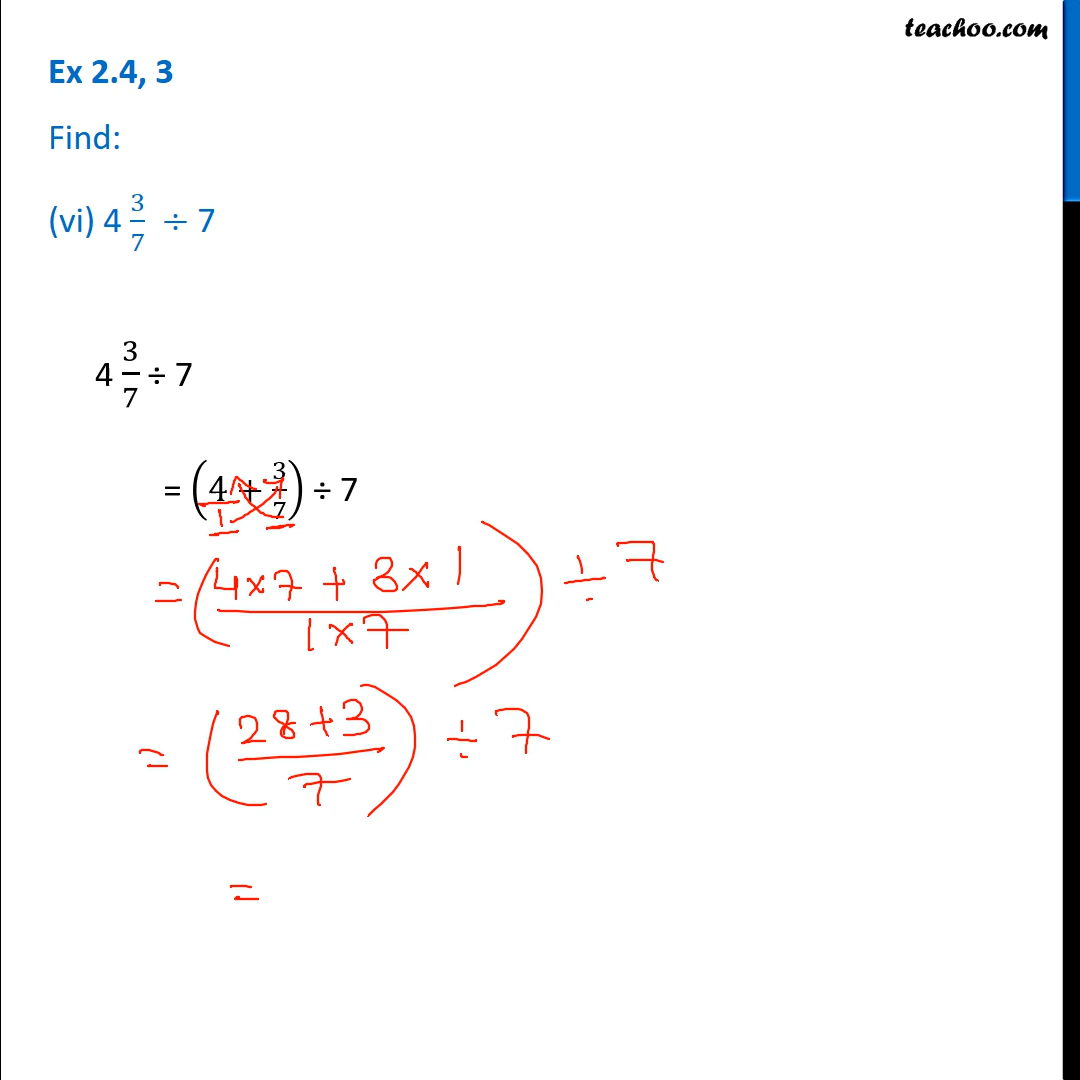 teachoo.com
Ex 2.4, 3
Find:
(vi) 4 3/7 ÷ 7
4 3/7 ÷ 7
= (4/1 + 3/7) ÷ 7
= ((4×7 + 3×1)/(1×7)) ÷ 7
= ((28+3)/7) ÷ 7
=